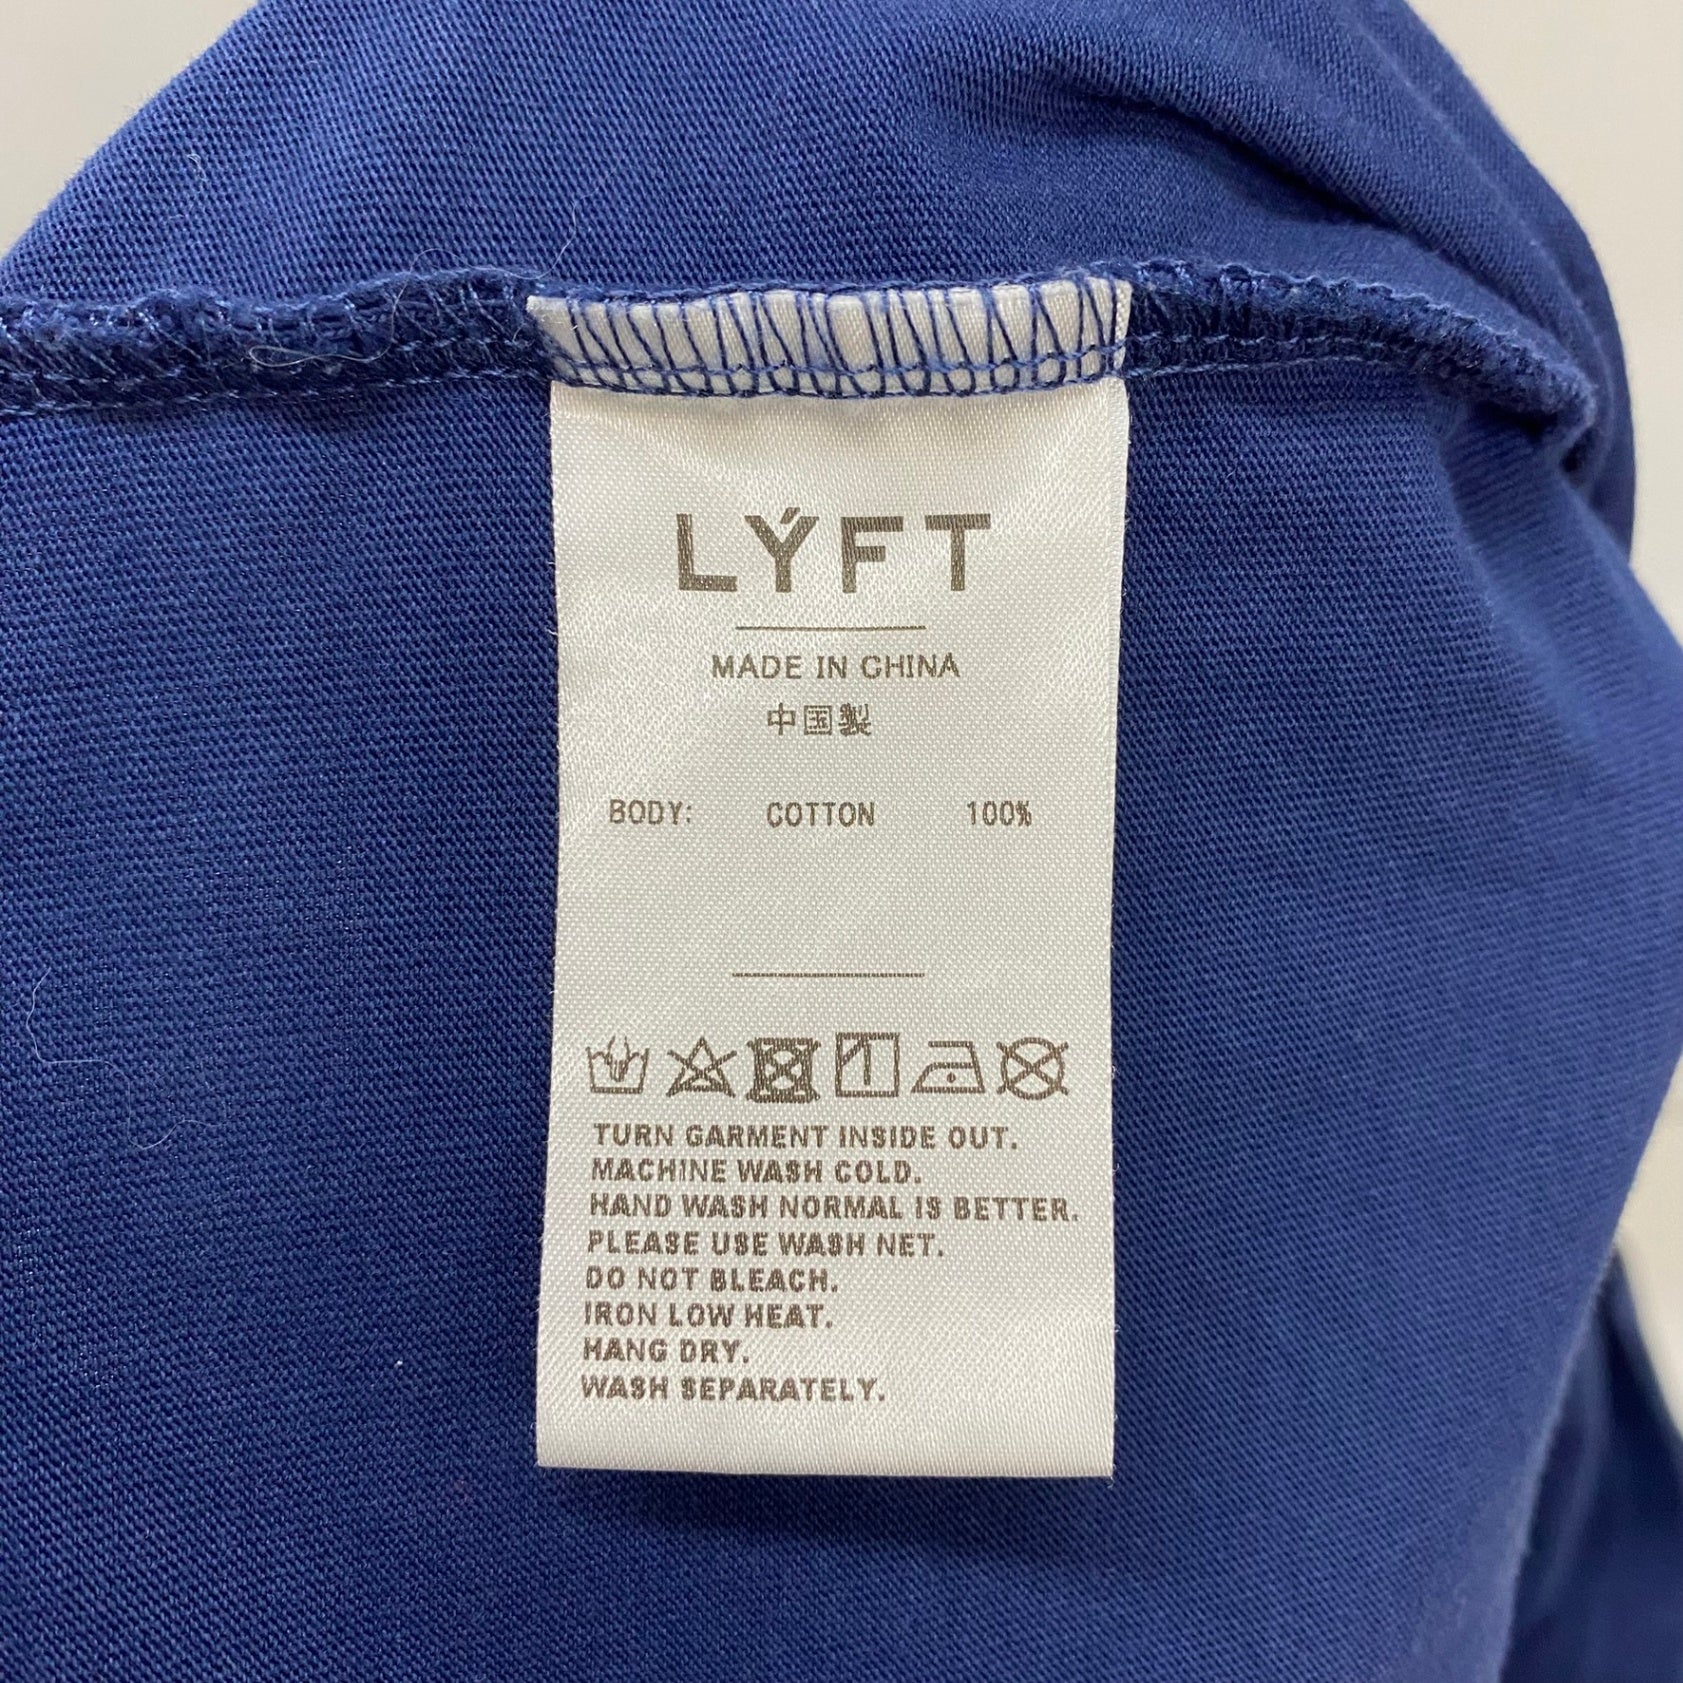 LÝFT
MADE IN CHINA
中国製
BODY: COTTON 100%
TURN GARMENT INSIDE OUT.
MACHINE WASH COLD.
HAND WASH NORMAL IS BETTER.
PLEASE USE WASH NET.
DO NOT BLEACH.
IRON LOW HEAT.
HANG DRY.
WASH SEPARATELY.